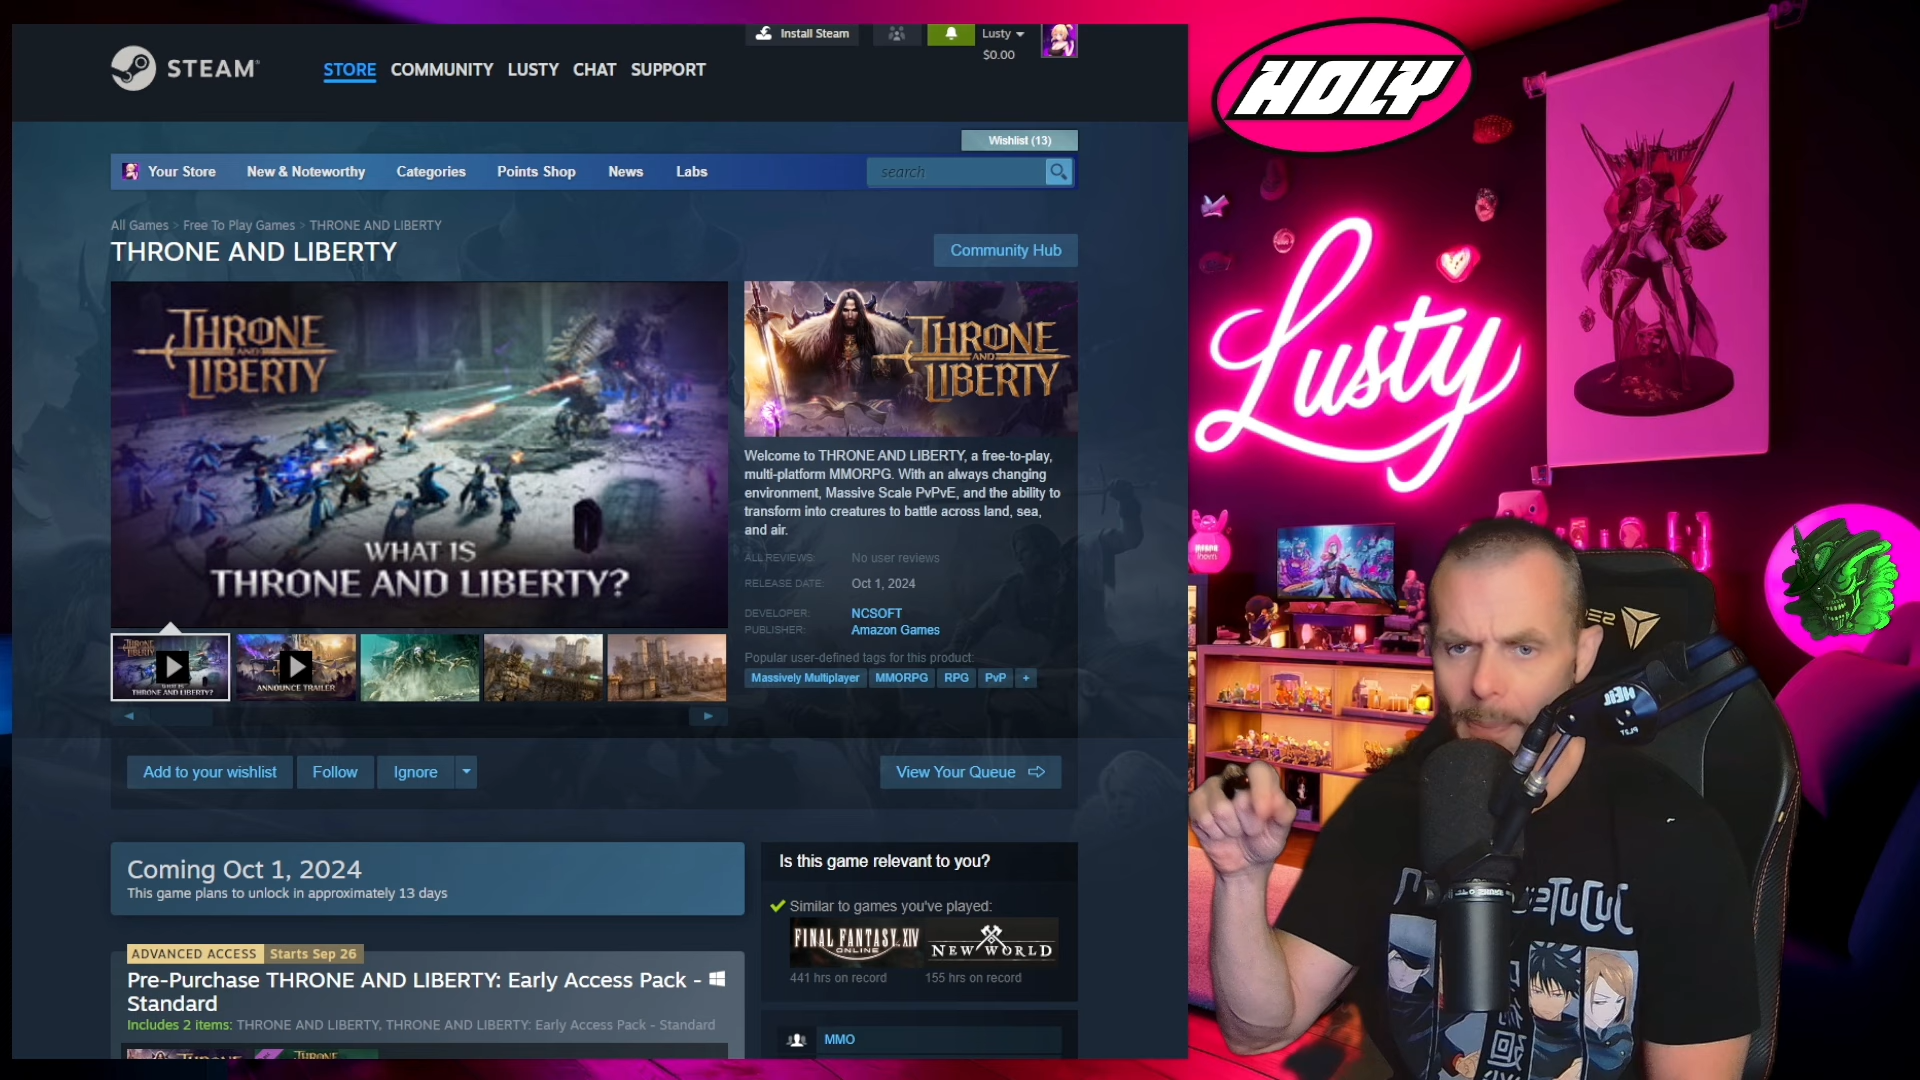 Install Steam
Lusty
$0.00
STEAM
STORE COMMUNITY LUSTY CHAT SUPPORT
Wishlist (13)
Your Store New & Noteworthy Categories Points Shop News Labs
search
All Games > Free To Play Games > THRONE AND LIBERTY
THRONE AND LIBERTY
Community Hub
THRONE
AND
LIBERTY
WHAT IS
THRONE AND LIBERTY?
THRONE
AND
LIBERTY
Welcome to THRONE AND LIBERTY, a free-to-play,
multi-platform MMORPG. With an always changing
environment, Massive Scale PvPvE, and the ability to
transform into creatures to battle across land, sea,
and air.
ALL REVIEWS: No user reviews
RELEASE DATE: Oct 1, 2024
DEVELOPER: NCSOFT
PUBLISHER: Amazon Games
Popular user-defined tags for this product:
Massively Multiplayer MMORPG RPG PvP +
THRONE
LIBERTY
THRONE AND LIBERTY?
ANNOUNCE TRAILER
Add to your wishlist Follow Ignore
View Your Queue
Coming Oct 1, 2024
This game plans to unlock in approximately 13 days
ADVANCED ACCESS Starts Sep 26
Pre-Purchase THRONE AND LIBERTY: Early Access Pack -
Standard
Includes 2 items: THRONE AND LIBERTY, THRONE AND LIBERTY: Early Access Pack - Standard
THRONE
Is this game relevant to you?
Similar to games you've played:
FINAL FANTASY XIV
ONLINE
NEW WORLD
441 hrs on record 155 hrs on record
MMO
HOLY
Lusty